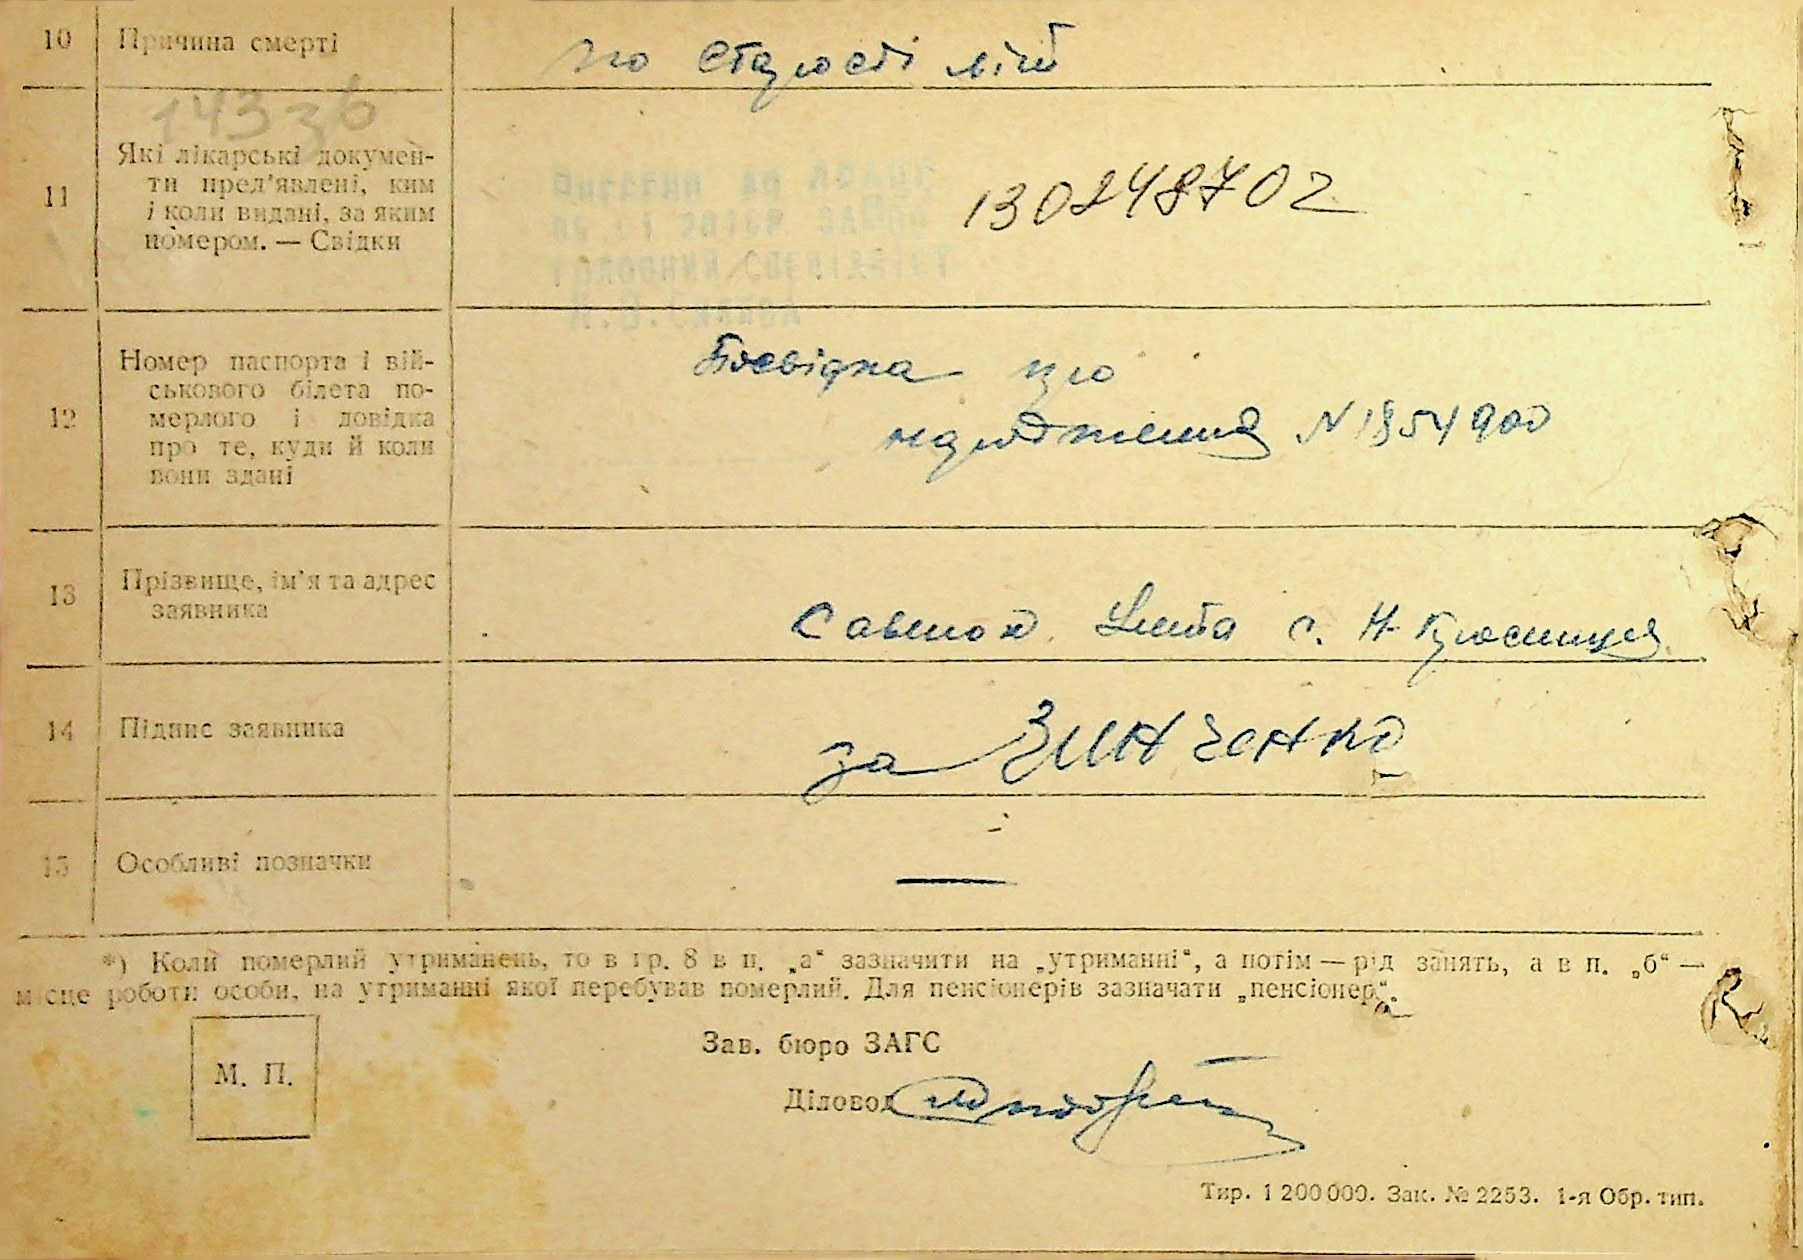 10 Причина смерті
по старості літ
14336
11 Які лікарські докумен-
ти пред’явлені, ким
і коли видані, за яким
номером. — Свідки
130248702
12 Номер паспорта і вій-
ськового білета по-
мерлого і довідка
про те, куди й коли
вони здані
Посвідка про
народження N 1854900
13 Прізвище, ім’я та адрес
заявника
с. Н
14 Підпис заявника
за Зинченко
15 Особливі позначки
—
*) Коли померлий утриманець, то в гр. 8 в п. „а“ зазначити на „утриманні“, а потім — рід занять, а в п. „б“ —
місце роботи особи, на утриманні якої перебував померлий. Для пенсіонерів зазначати „пенсіонер“.
М. П.
Зав. бюро ЗАГС
Діловод
Тир. 1 200 000. Зак. № 2253. 1-я Обр. тип.